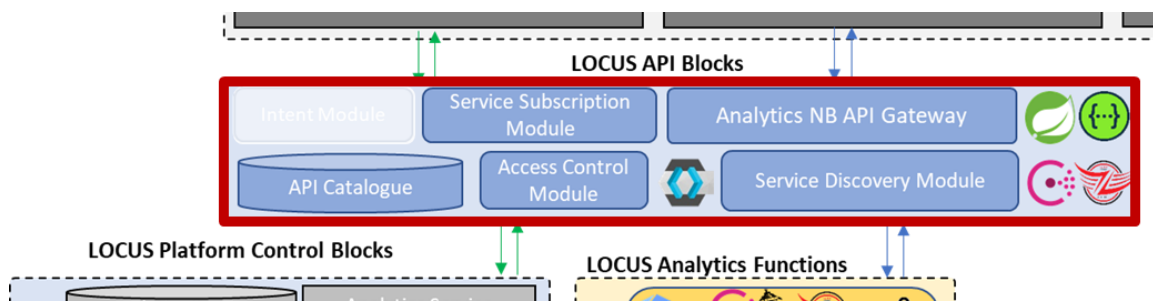 LOCUS API Blocks
Intent Module
Service Subscription
Module
Analytics NB API Gateway
{···}
API Catalogue
Access Control
Module
Service Discovery Module
LOCUS Platform Control Blocks
LOCUS Analytics Functions